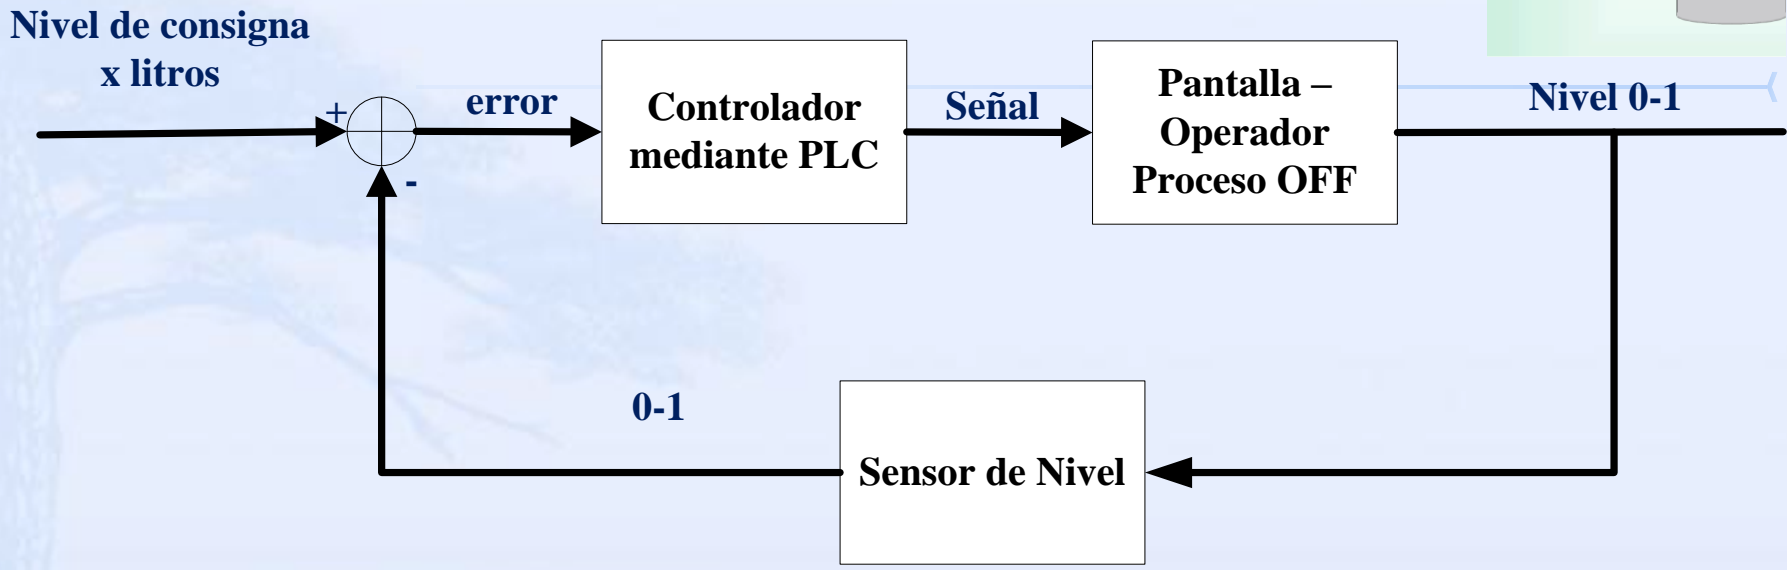 Nivel de consigna
x litros
+
error
Controlador
mediante PLC
Señal
Pantalla –
Operador
Proceso OFF
Nivel 0-1
-
0-1
Sensor de Nivel